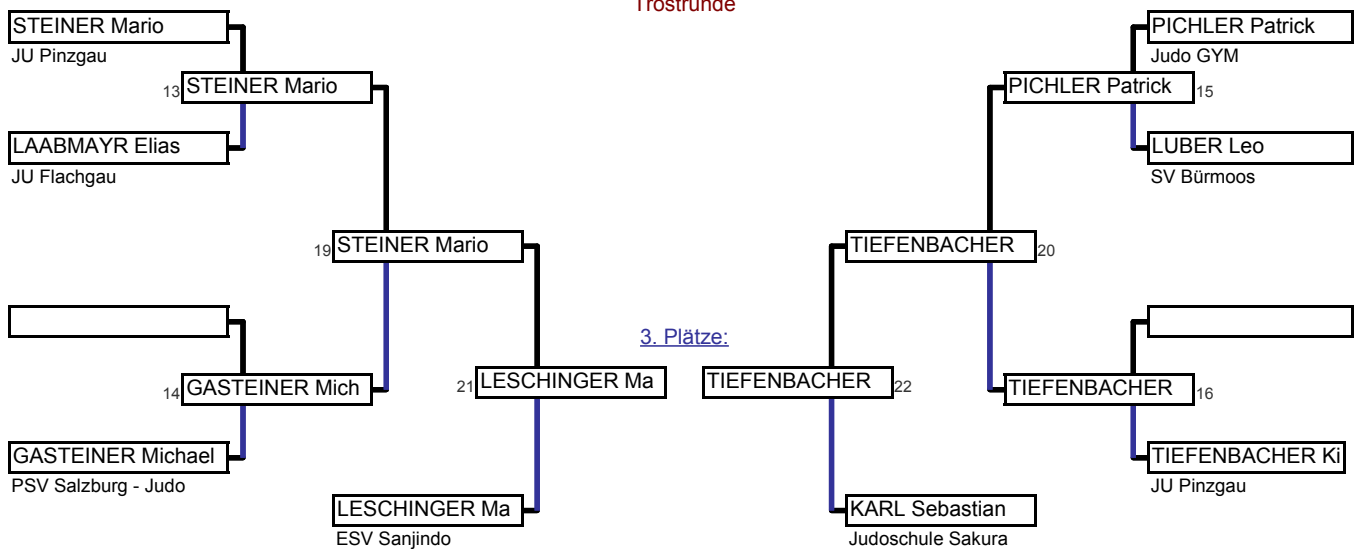 Trostrunde
STEINER Mario
JU Pinzgau
13 STEINER Mario
LAABMAYR Elias
JU Flachgau
19 STEINER Mario
14 GASTEINER Mich
GASTEINER Michael
PSV Salzburg - Judo
21 LESCHINGER Ma
LESCHINGER Ma
ESV Sanjindo
3. Plätze:
PICHLER Patrick
Judo GYM
PICHLER Patrick 15
LUBER Leo
SV Bürmoos
TIEFENBACHER 20
TIEFENBACHER 22
TIEFENBACHER 16
TIEFENBACHER Ki
JU Pinzgau
KARL Sebastian
Judoschule Sakura